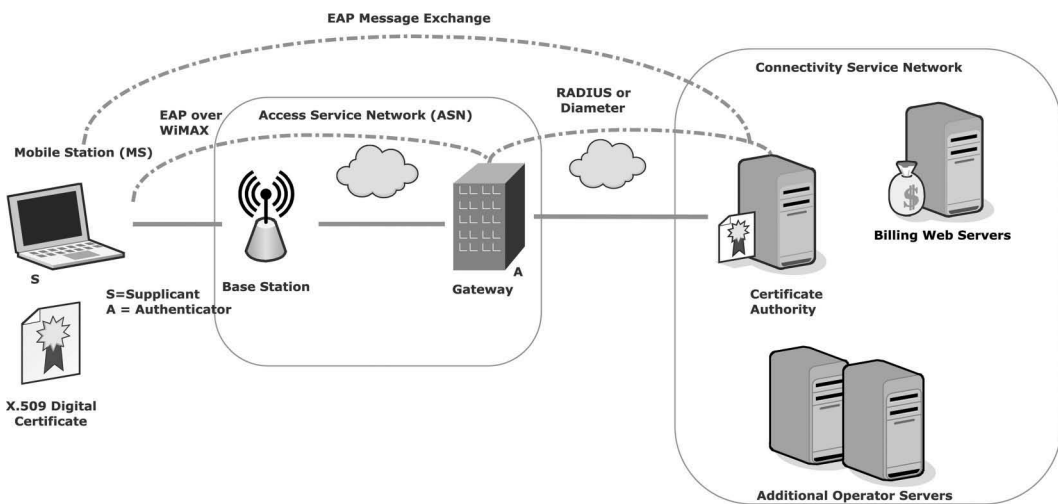 EAP Message Exchange
Connectivity Service Network
RADIUS or
Diameter
EAP over
WiMAX
Access Service Network (ASN)
Mobile Station (MS)
$
Billing Web Servers
S
A
Base Station
Gateway
S=Supplicant
A = Authenticator
Certificate
Authority
X.509 Digital
Certificate
Additional Operator Servers